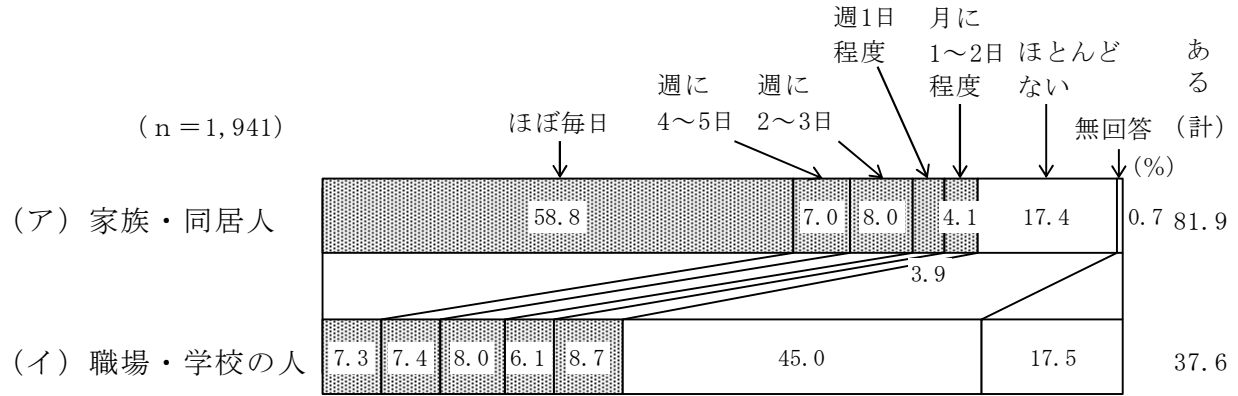 週1日
程度
月に
1～2日
程度
ほとんど
ない
ある
(計)
週に
4～5日
週に
2～3日
(n＝1,941)
ほぼ毎日
無回答
(%)
(ア) 家族・同居人 58.8 7.0 8.0 4.1 17.4 0.7 81.9
3.9
(イ) 職場・学校の人 7.3 7.4 8.0 6.1 8.7 45.0 17.5 37.6